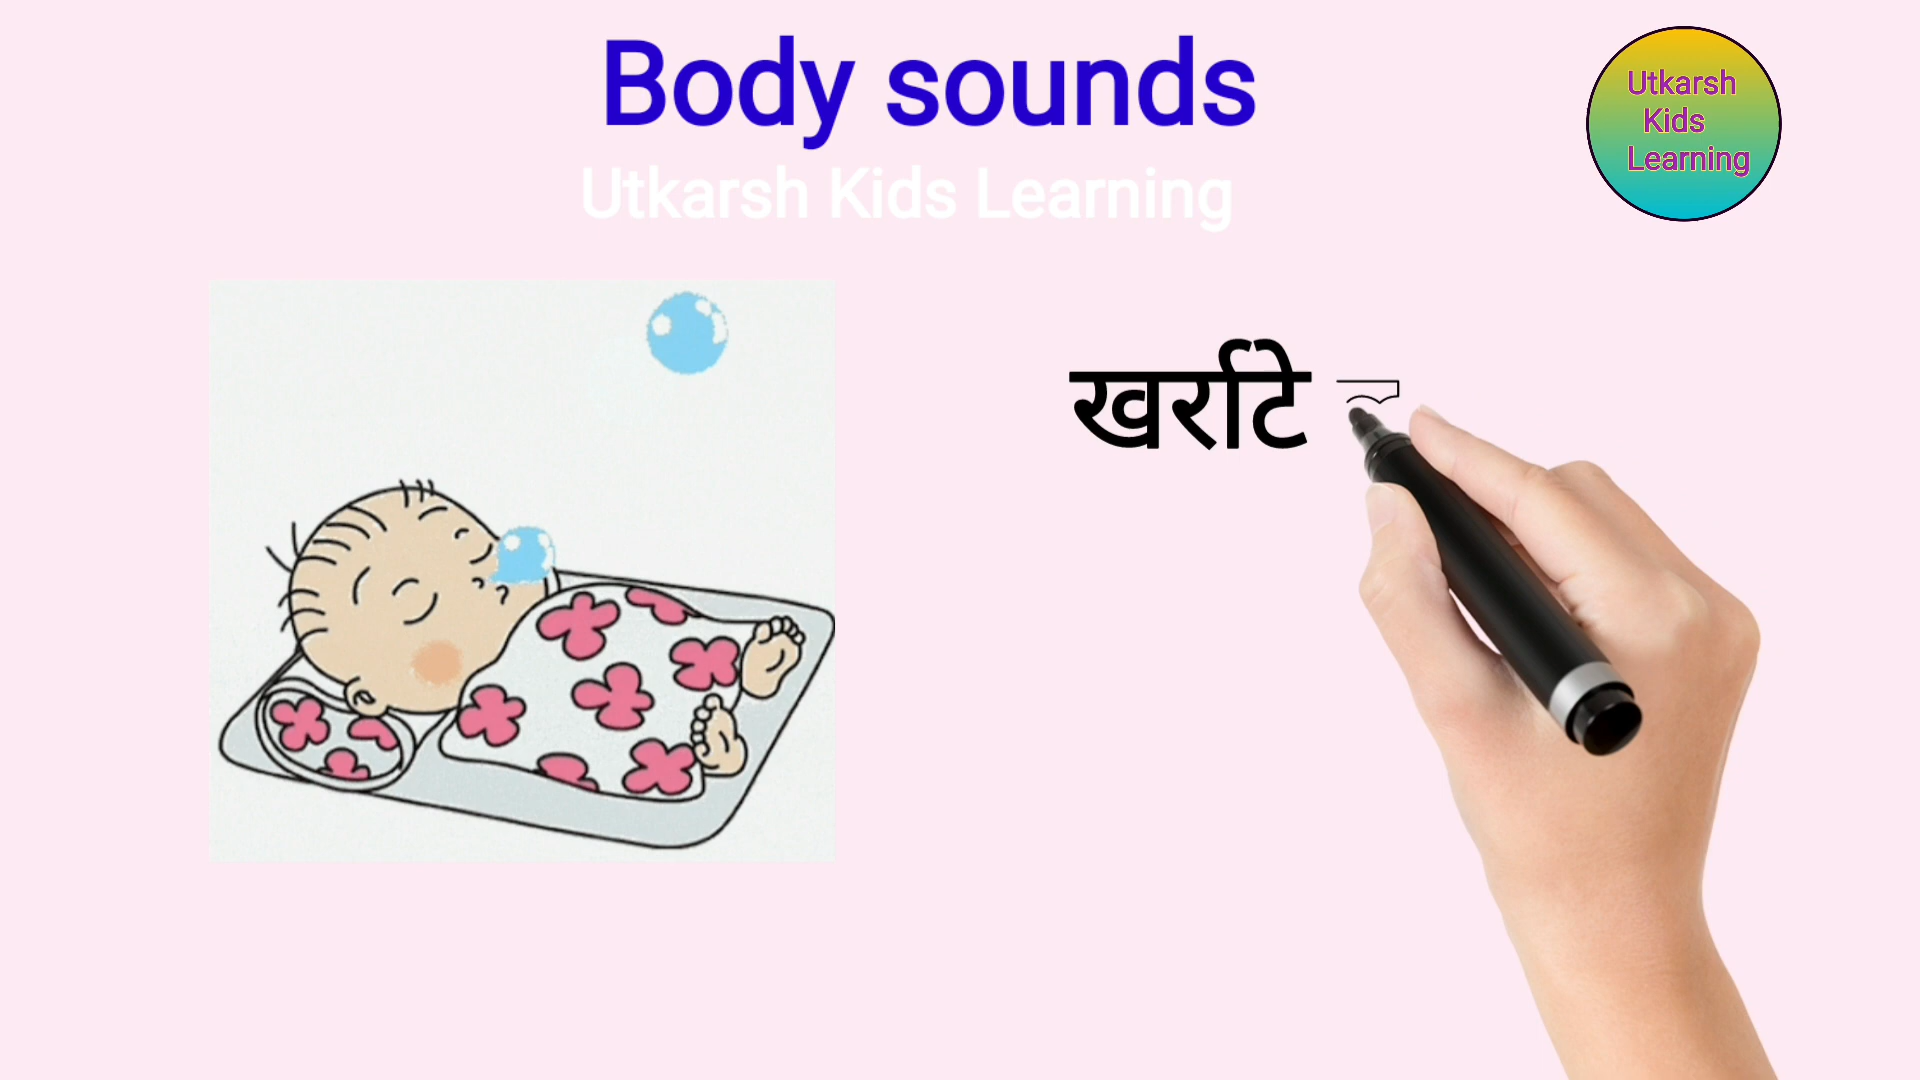 Body sounds
Utkarsh Kids Learning
Utkarsh
Kids
Learning
खर्राटे